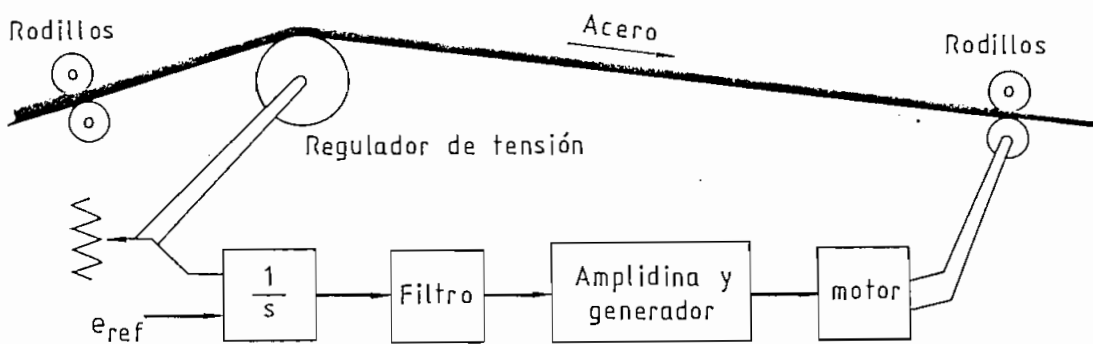 Rodillos
Acero
Rodillos
Regulador de tensión
1
s
Filtro
Amplidina y
generador
motor
e_ref